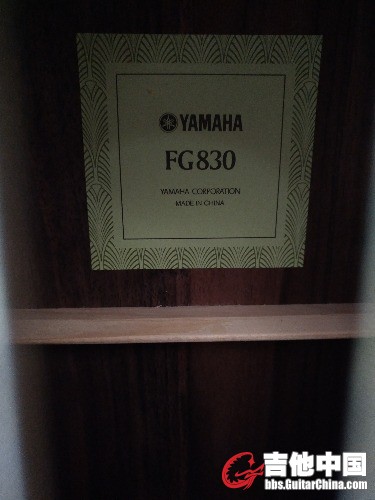 YAMAHA
FG830
YAMAHA CORPORATION
MADE IN CHINA
吉他中国
bbs.GuitarChina.com